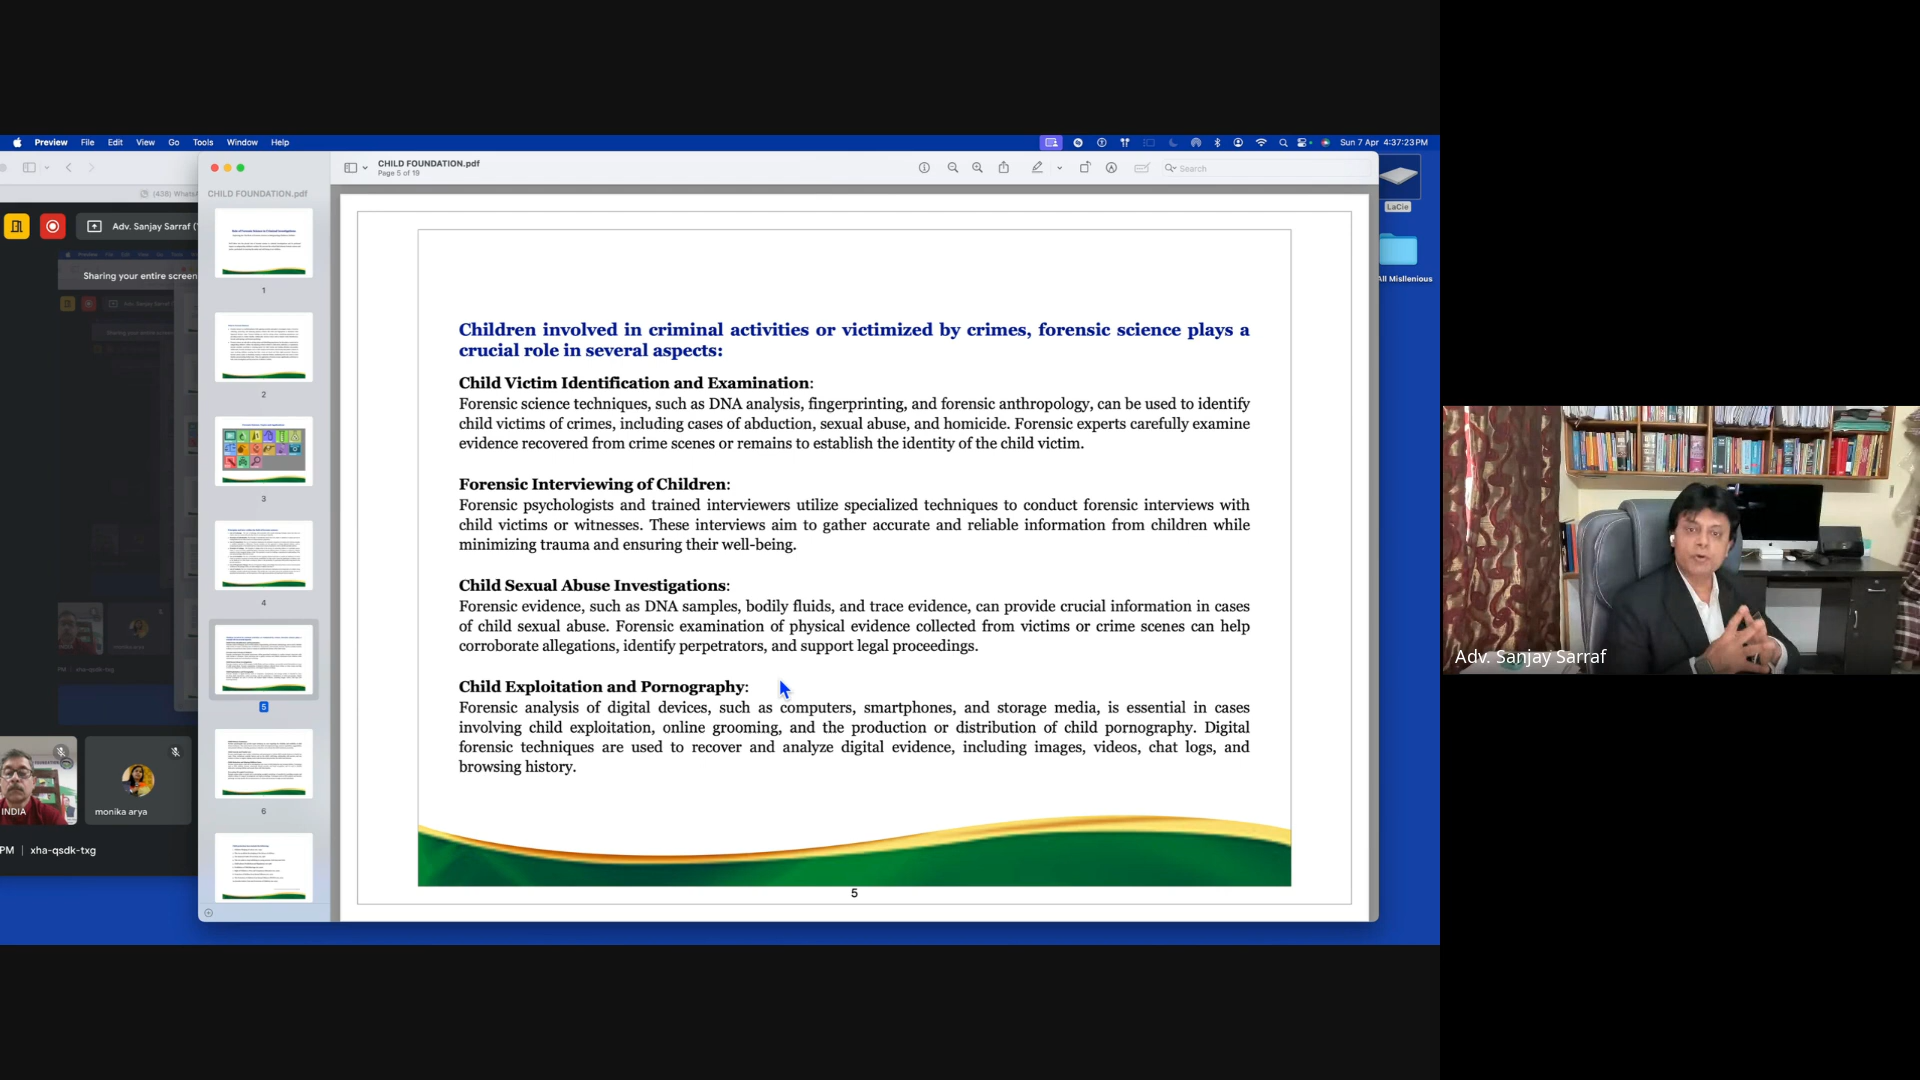 Preview File Edit View Go Tools Window Help
Sun 7 Apr 4:37:23 PM
CHILD FOUNDATION.pdf
Page 5 of 19
Search
CHILD FOUNDATION.pdf
Adv. Sanjay Sarraf (
Sharing your entire screen
1
2
3
4
5
6
INDIA
monika arya
PM | xha-qsdk-txg
LaCie
All Misllenious
Children involved in criminal activities or victimized by crimes, forensic science plays a
crucial role in several aspects:
Child Victim Identification and Examination:
Forensic science techniques, such as DNA analysis, fingerprinting, and forensic anthropology, can be used to identify
child victims of crimes, including cases of abduction, sexual abuse, and homicide. Forensic experts carefully examine
evidence recovered from crime scenes or remains to establish the identity of the child victim.
Forensic Interviewing of Children:
Forensic psychologists and trained interviewers utilize specialized techniques to conduct forensic interviews with
child victims or witnesses. These interviews aim to gather accurate and reliable information from children while
minimizing trauma and ensuring their well-being.
Child Sexual Abuse Investigations:
Forensic evidence, such as DNA samples, bodily fluids, and trace evidence, can provide crucial information in cases
of child sexual abuse. Forensic examination of physical evidence collected from victims or crime scenes can help
corroborate allegations, identify perpetrators, and support legal proceedings.
Child Exploitation and Pornography:
Forensic analysis of digital devices, such as computers, smartphones, and storage media, is essential in cases
involving child exploitation, online grooming, and the production or distribution of child pornography. Digital
forensic techniques are used to recover and analyze digital evidence, including images, videos, chat logs, and
browsing history.
5
Adv. Sanjay Sarraf